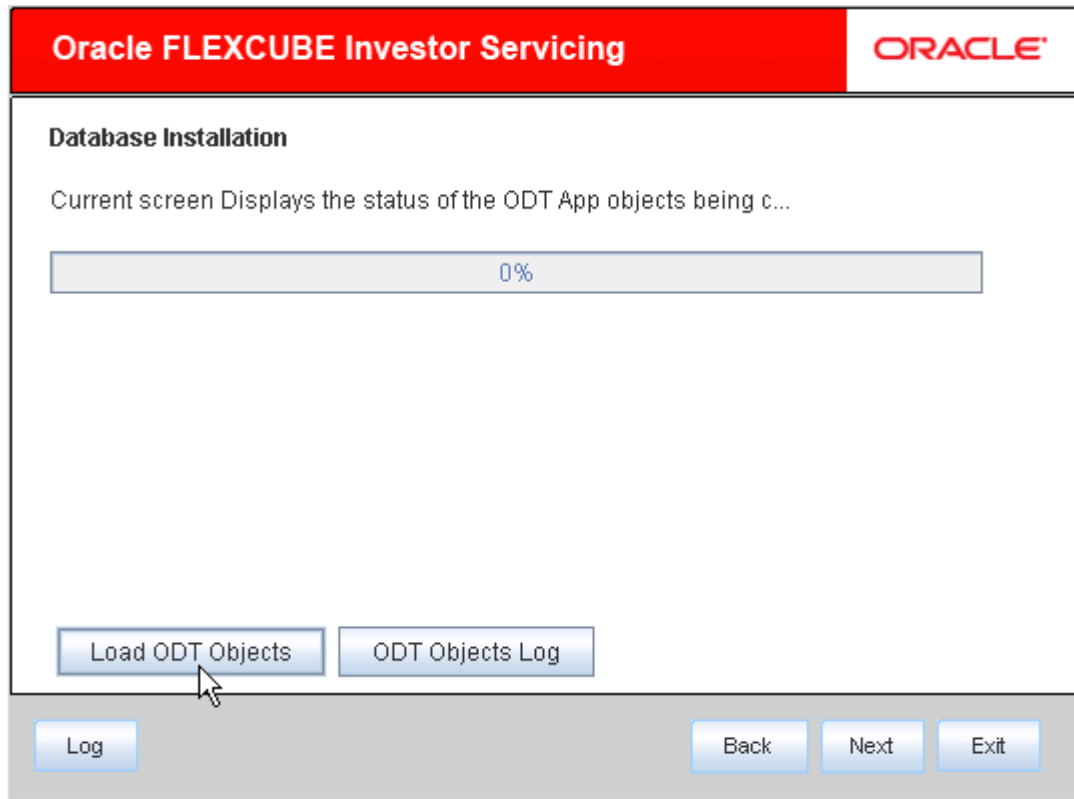 Oracle FLEXCUBE Investor Servicing
ORACLE
Database Installation
Current screen Displays the status of the ODT App objects being c...
0%
Load ODT Objects
ODT Objects Log
Log
Back
Next
Exit